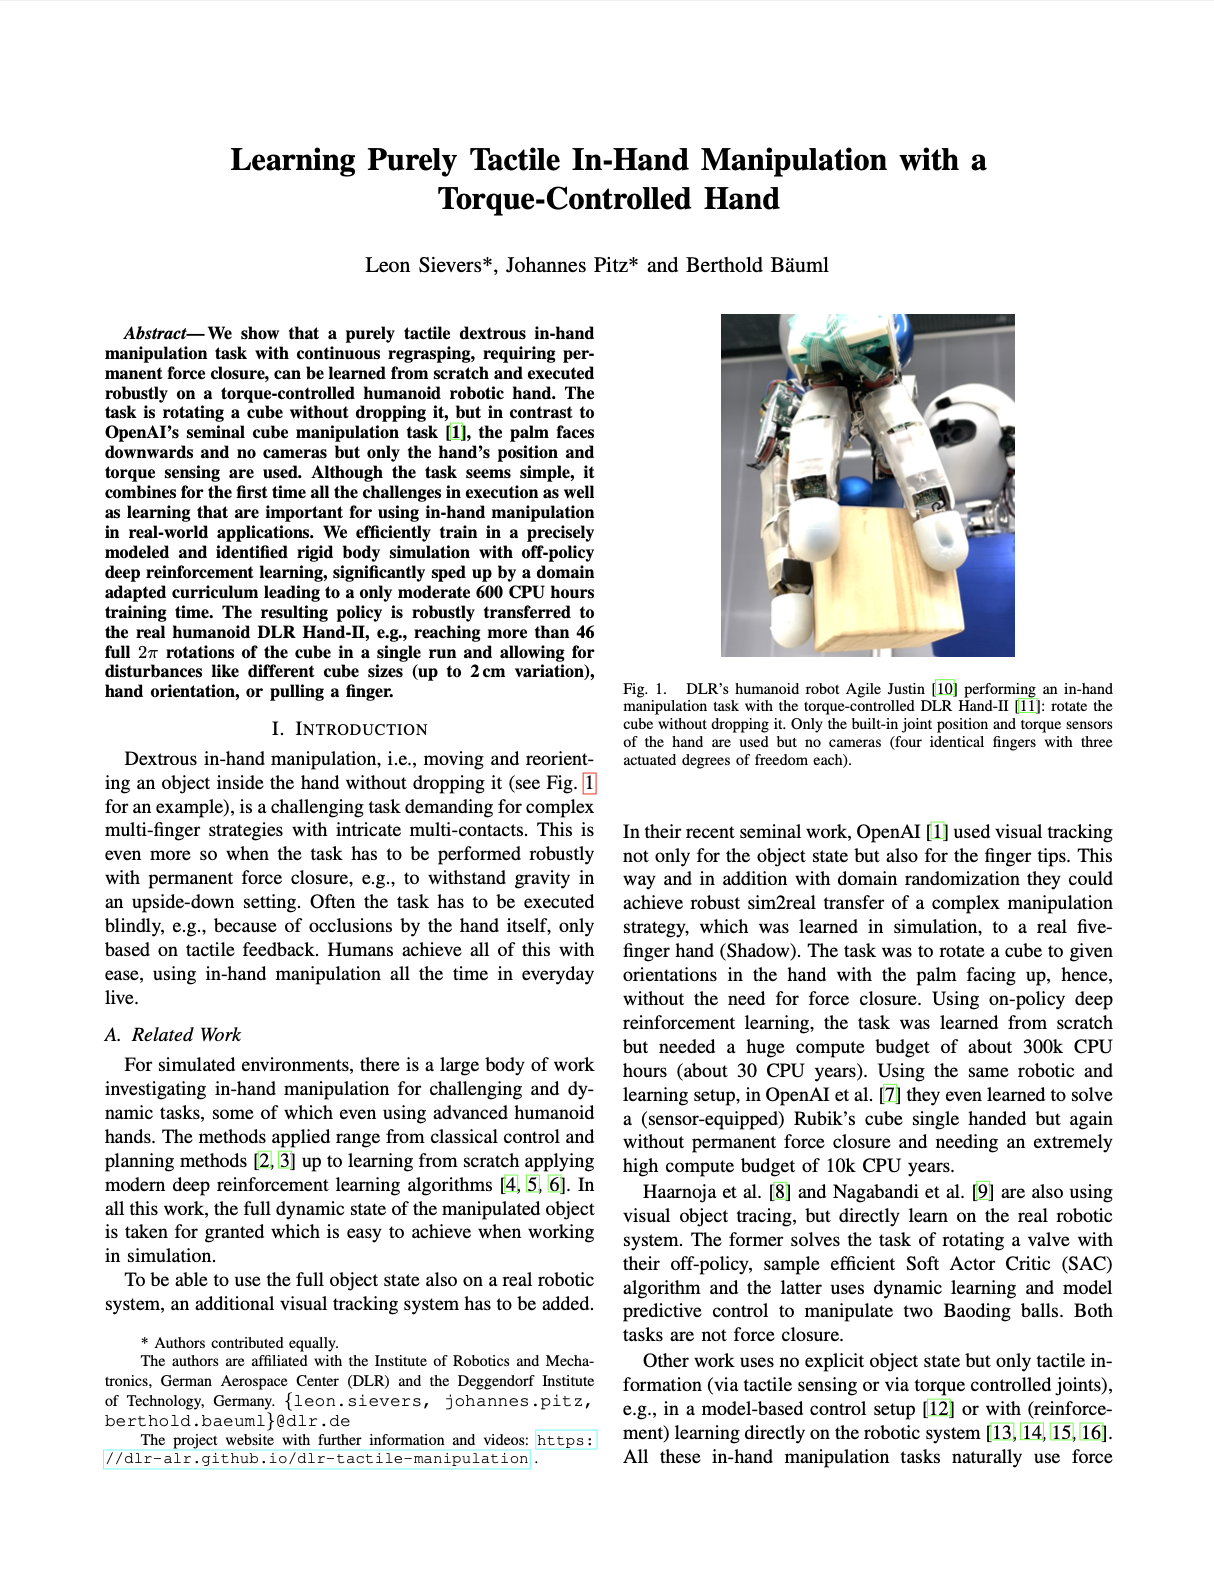 Learning Purely Tactile In-Hand Manipulation with a
Torque-Controlled Hand
Leon Sievers*, Johannes Pitz* and Berthold Bäuml
Abstract— We show that a purely tactile dextrous in-hand
manipulation task with continuous regrasping, requiring per-
manent force closure, can be learned from scratch and executed
robustly on a torque-controlled humanoid robotic hand. The
task is rotating a cube without dropping it, but in contrast to
OpenAI's seminal cube manipulation task [1], the palm faces
downwards and no cameras but only the hand's position and
torque sensing are used. Although the task seems simple, it
combines for the first time all the challenges in execution as well
as learning that are important for using in-hand manipulation
in real-world applications. We efficiently train in a precisely
modeled and identified rigid body simulation with off-policy
deep reinforcement learning, significantly sped up by a domain
adapted curriculum leading to a only moderate 600 CPU hours
training time. The resulting policy is robustly transferred to
the real humanoid DLR Hand-II, e.g., reaching more than 46
full 2π rotations of the cube in a single run and allowing for
disturbances like different cube sizes (up to 2 cm variation),
hand orientation, or pulling a finger.
I. INTRODUCTION
Dextrous in-hand manipulation, i.e., moving and reorient-
ing an object inside the hand without dropping it (see Fig. 1
for an example), is a challenging task demanding for complex
multi-finger strategies with intricate multi-contacts. This is
even more so when the task has to be performed robustly
with permanent force closure, e.g., to withstand gravity in
an upside-down setting. Often the task has to be executed
blindly, e.g., because of occlusions by the hand itself, only
based on tactile feedback. Humans achieve all of this with
ease, using in-hand manipulation all the time in everyday
live.
A. Related Work
For simulated environments, there is a large body of work
investigating in-hand manipulation for challenging and dy-
namic tasks, some of which even using advanced humanoid
hands. The methods applied range from classical control and
planning methods [2, 3] up to learning from scratch applying
modern deep reinforcement learning algorithms [4, 5, 6]. In
all this work, the full dynamic state of the manipulated object
is taken for granted which is easy to achieve when working
in simulation.
To be able to use the full object state also on a real robotic
system, an additional visual tracking system has to be added.
* Authors contributed equally.
The authors are affiliated with the Institute of Robotics and Mecha-
tronics, German Aerospace Center (DLR) and the Deggendorf Institute
of Technology, Germany. {leon.sievers, johannes.pitz,
berthold.baeuml}@dlr.de
The project website with further information and videos: https:
//dlr-alr.github.io/dlr-tactile-manipulation.
Fig. 1. DLR's humanoid robot Agile Justin [10] performing an in-hand
manipulation task with the torque-controlled DLR Hand-II [11]: rotate the
cube without dropping it. Only the built-in joint position and torque sensors
of the hand are used but no cameras (four identical fingers with three
actuated degrees of freedom each).
In their recent seminal work, OpenAI [1] used visual tracking
not only for the object state but also for the finger tips. This
way and in addition with domain randomization they could
achieve robust sim2real transfer of a complex manipulation
strategy, which was learned in simulation, to a real five-
finger hand (Shadow). The task was to rotate a cube to given
orientations in the hand with the palm facing up, hence,
without the need for force closure. Using on-policy deep
reinforcement learning, the task was learned from scratch
but needed a huge compute budget of about 300k CPU
hours (about 30 CPU years). Using the same robotic and
learning setup, in OpenAI et al. [7] they even learned to solve
a (sensor-equipped) Rubik's cube single handed but again
without permanent force closure and needing an extremely
high compute budget of 10k CPU years.
Haarnoja et al. [8] and Nagabandi et al. [9] are also using
visual object tracing, but directly learn on the real robotic
system. The former solves the task of rotating a valve with
their off-policy, sample efficient Soft Actor Critic (SAC)
algorithm and the latter uses dynamic learning and model
predictive control to manipulate two Baoding balls. Both
tasks are not force closure.
Other work uses no explicit object state but only tactile in-
formation (via tactile sensing or via torque controlled joints),
e.g., in a model-based control setup [12] or with (reinforce-
ment) learning directly on the robotic system [13, 14, 15, 16].
All these in-hand manipulation tasks naturally use force